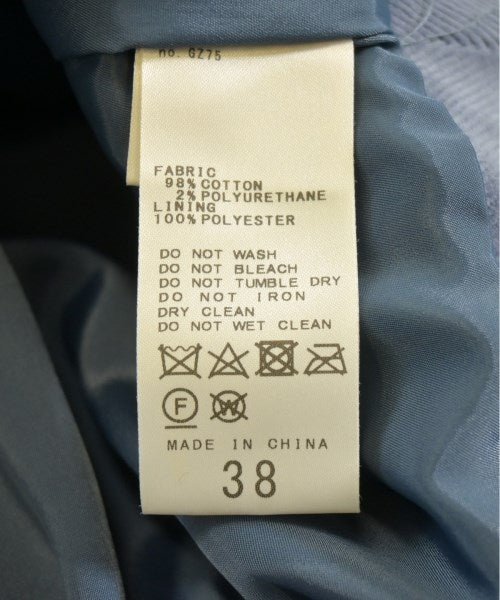 no. GZ75
FABRIC
98% COTTON
2% POLYURETHANE
LINING
100% POLYESTER
DO NOT WASH
DO NOT BLEACH
DO NOT TUMBLE DRY
DO NOT IRON
DRY CLEAN
DO NOT WET CLEAN
F W
MADE IN CHINA
38